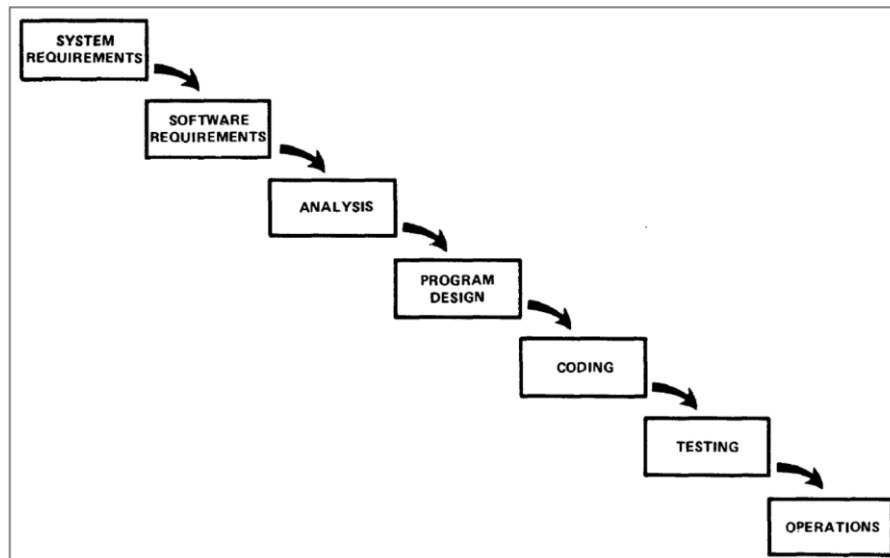 SYSTEM
REQUIREMENTS
SOFTWARE
REQUIREMENTS
ANALYSIS
PROGRAM
DESIGN
CODING
TESTING
OPERATIONS